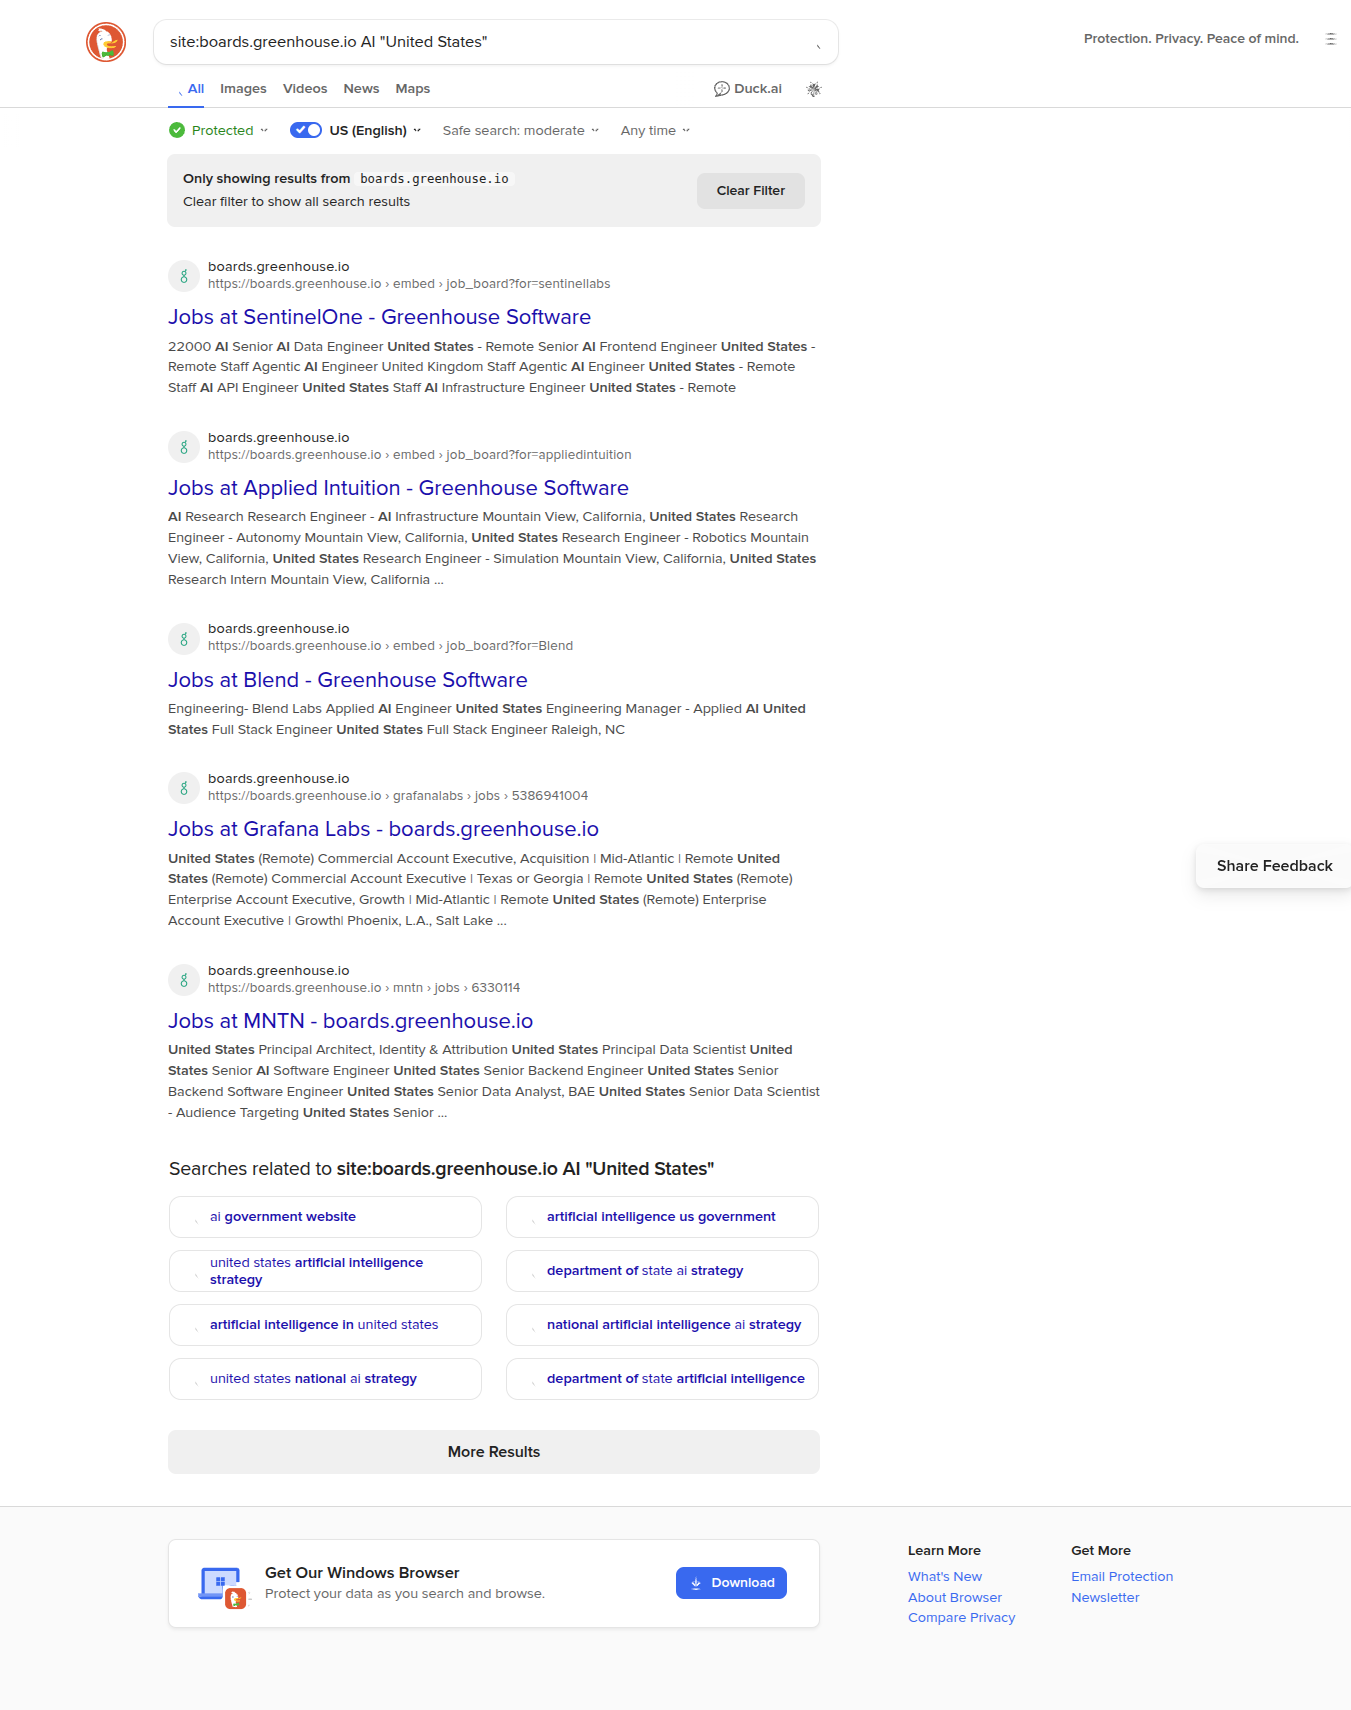 site:boards.greenhouse.io AI "United States"
Protection. Privacy. Peace of mind.
All Images Videos News Maps Duck.ai
Protected US (English) Safe search: moderate Any time
Only showing results from boards.greenhouse.io
Clear filter to show all search results
Clear Filter
boards.greenhouse.io
https://boards.greenhouse.io › embed › job_board?for=sentinellabs
Jobs at SentinelOne - Greenhouse Software
22000 AI Senior AI Data Engineer United States - Remote Senior AI Frontend Engineer United States -
Remote Staff Agentic AI Engineer United Kingdom Staff Agentic AI Engineer United States - Remote
Staff AI API Engineer United States Staff AI Infrastructure Engineer United States - Remote
boards.greenhouse.io
https://boards.greenhouse.io › embed › job_board?for=appliedintuition
Jobs at Applied Intuition - Greenhouse Software
AI Research Research Engineer - AI Infrastructure Mountain View, California, United States Research
Engineer - Autonomy Mountain View, California, United States Research Engineer - Robotics Mountain
View, California, United States Research Engineer - Simulation Mountain View, California, United States
Research Intern Mountain View, California ...
boards.greenhouse.io
https://boards.greenhouse.io › embed › job_board?for=Blend
Jobs at Blend - Greenhouse Software
Engineering- Blend Labs Applied AI Engineer United States Engineering Manager - Applied AI United
States Full Stack Engineer United States Full Stack Engineer Raleigh, NC
boards.greenhouse.io
https://boards.greenhouse.io › grafanalabs › jobs › 5386941004
Jobs at Grafana Labs - boards.greenhouse.io
United States (Remote) Commercial Account Executive, Acquisition | Mid-Atlantic | Remote United
States (Remote) Commercial Account Executive | Texas or Georgia | Remote United States (Remote)
Enterprise Account Executive, Growth | Mid-Atlantic | Remote United States (Remote) Enterprise
Account Executive | Growth| Phoenix, L.A., Salt Lake ...
Share Feedback
boards.greenhouse.io
https://boards.greenhouse.io › mntn › jobs › 6330114
Jobs at MNTN - boards.greenhouse.io
United States Principal Architect, Identity & Attribution United States Principal Data Scientist United
States Senior AI Software Engineer United States Senior Backend Engineer United States Senior
Backend Software Engineer United States Senior Data Analyst, BAE United States Senior Data Scientist
- Audience Targeting United States Senior ...
Searches related to site:boards.greenhouse.io AI "United States"
ai government website
artificial intelligence us government
united states artificial intelligence
strategy
department of state ai strategy
artificial intelligence in united states
national artificial intelligence ai strategy
united states national ai strategy
department of state artificial intelligence
More Results
Get Our Windows Browser
Protect your data as you search and browse.
Download
Learn More
What's New
About Browser
Compare Privacy
Get More
Email Protection
Newsletter